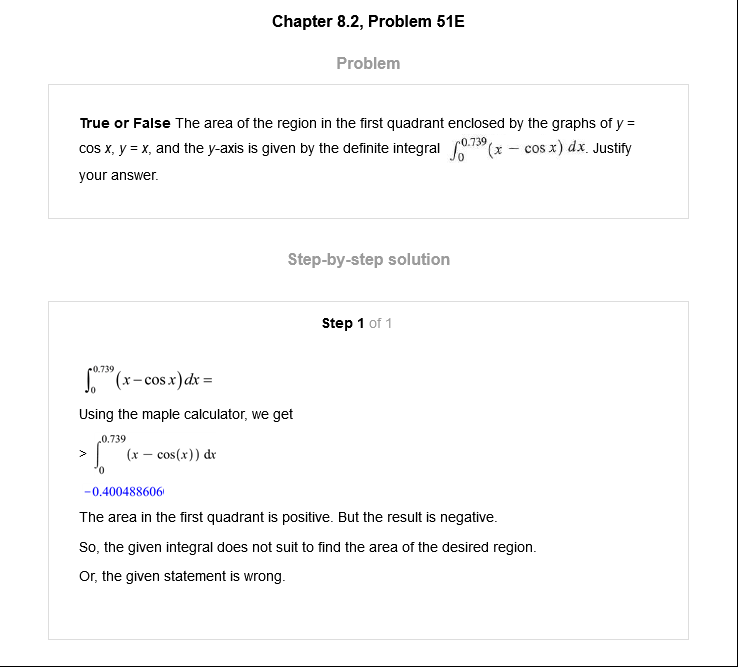 Chapter 8.2, Problem 51E
Problem
True or False The area of the region in the first quadrant enclosed by the graphs of y =
cos x, y = x, and the y-axis is given by the definite integral ∫₀^0.739 (x − cos x) dx. Justify
your answer.
Step-by-step solution
Step 1 of 1
∫₀^0.739 (x − cos x) dx =
Using the maple calculator, we get
> ∫₀^0.739 (x − cos(x)) dx
−0.400488606
The area in the first quadrant is positive. But the result is negative.
So, the given integral does not suit to find the area of the desired region.
Or, the given statement is wrong.